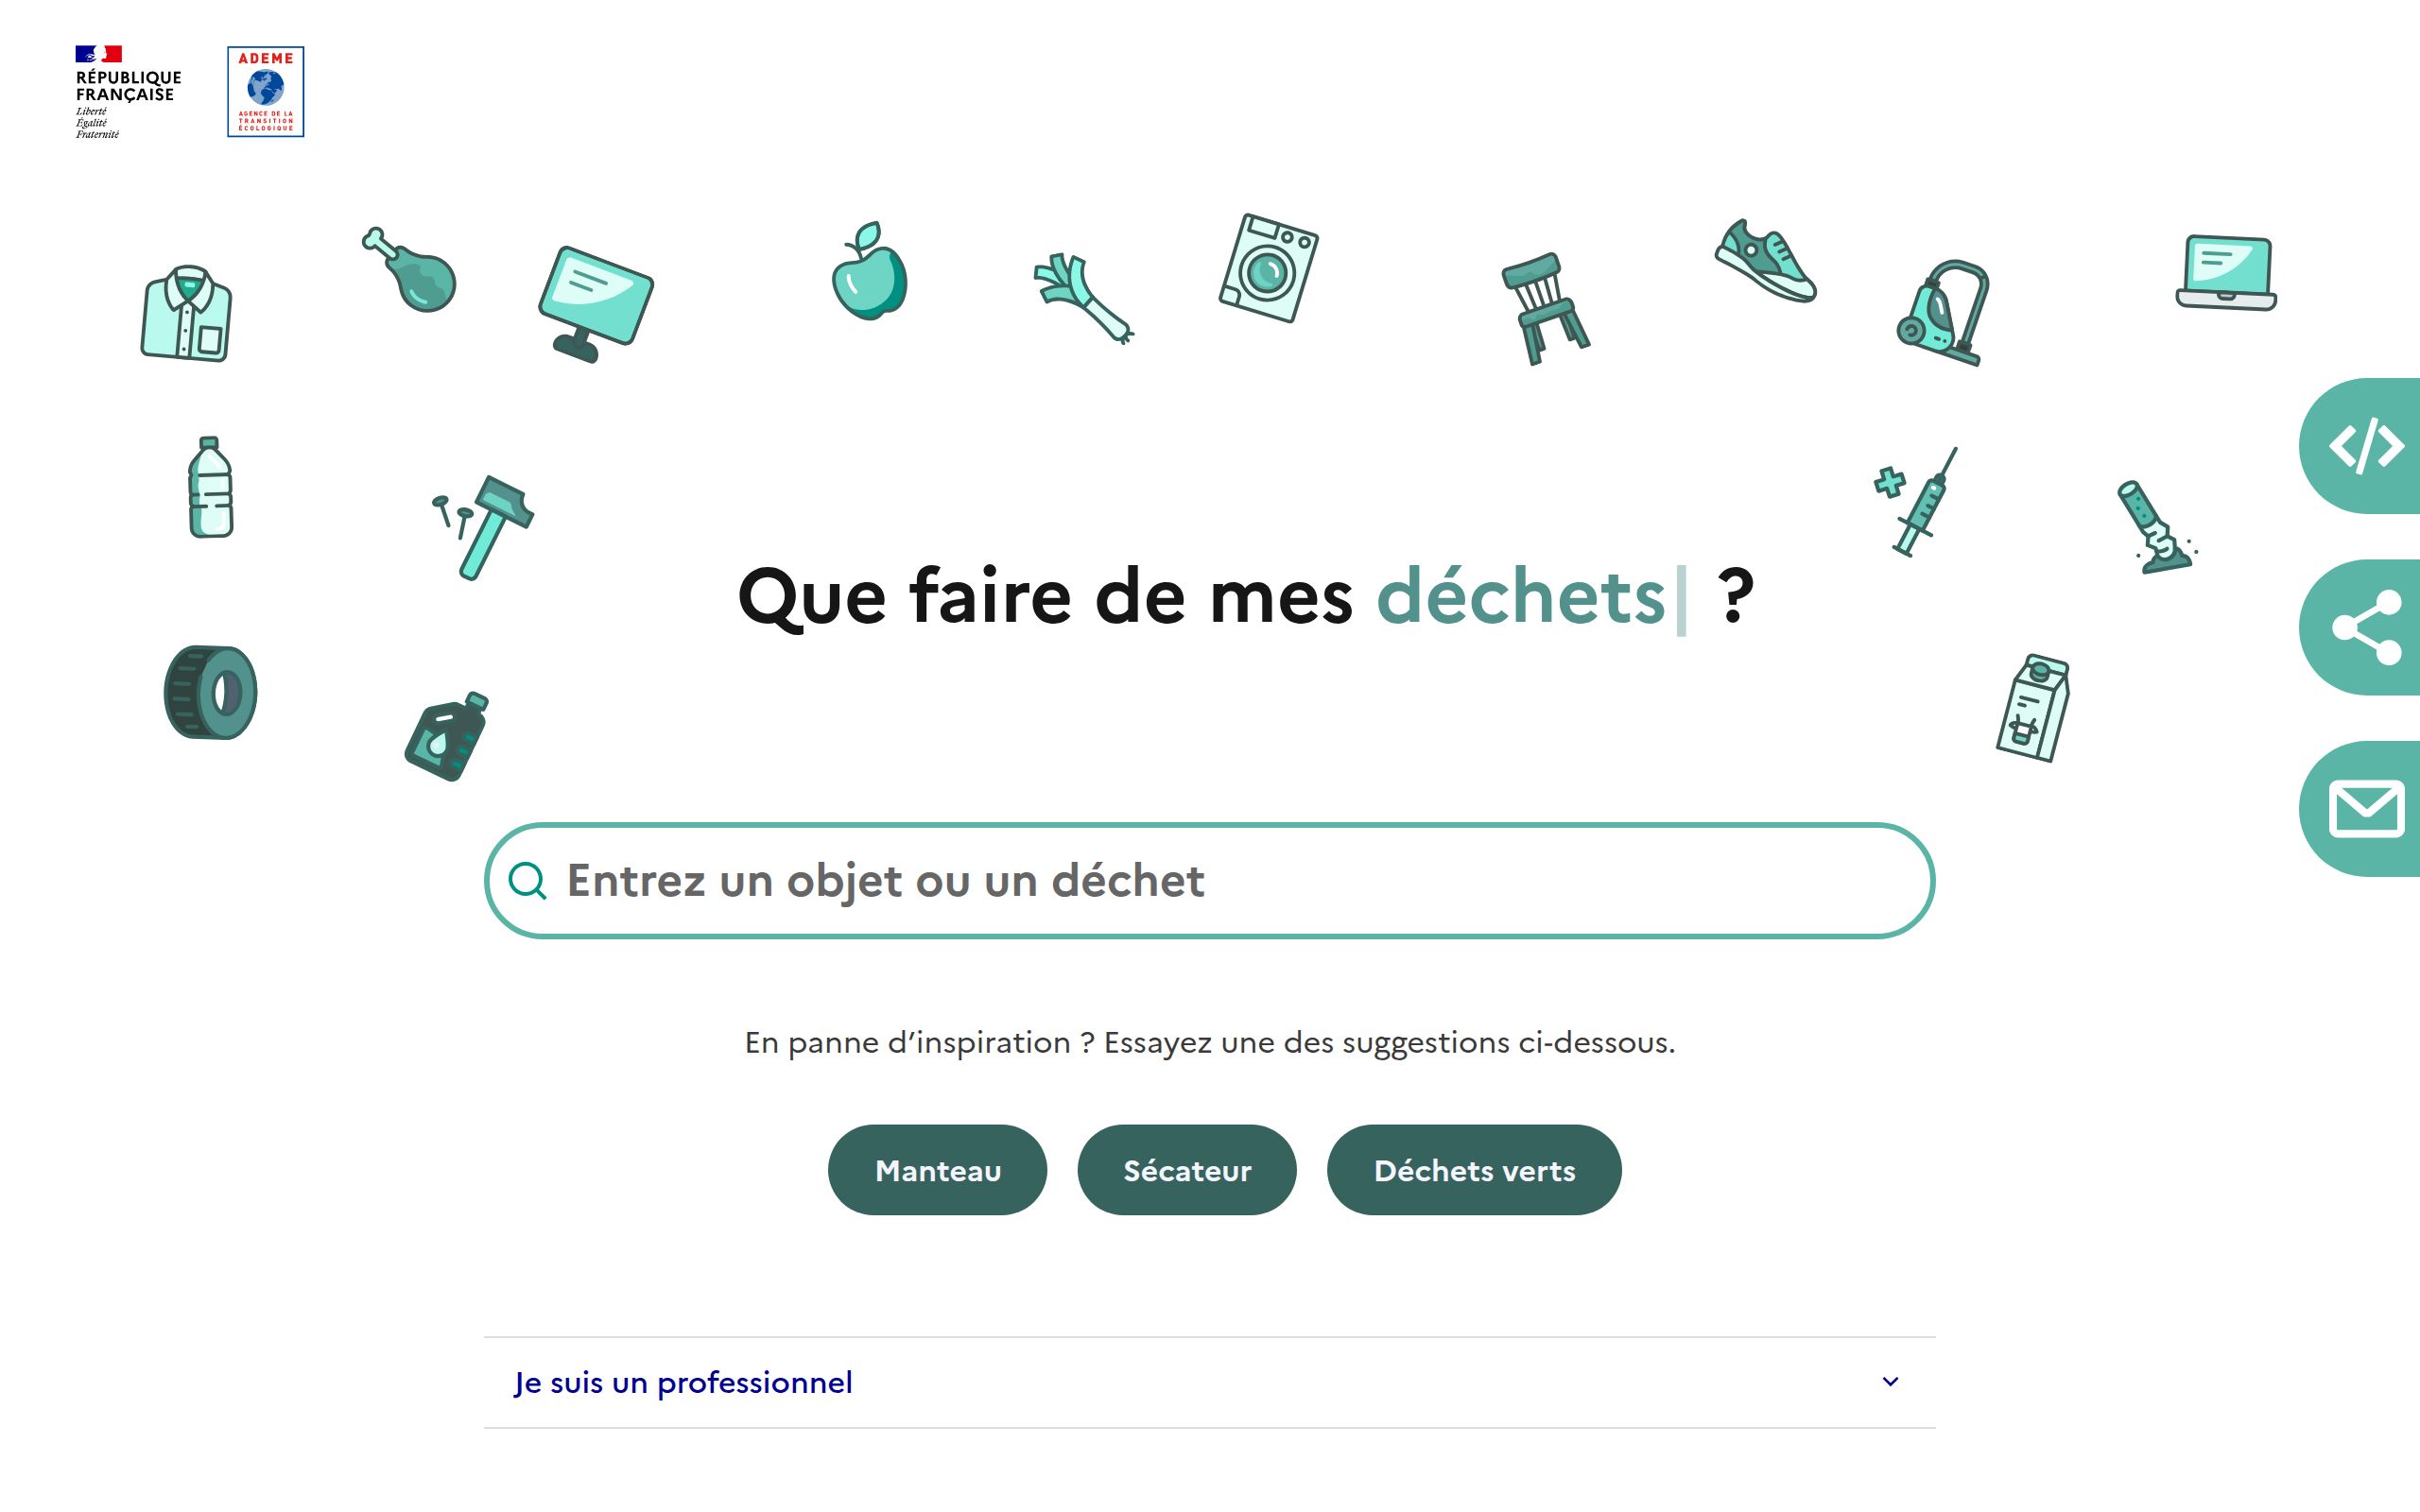 RÉPUBLIQUE
FRANÇAISE
Liberté
Égalité
Fraternité
ADEME
AGENCE DE LA
TRANSITION
ÉCOLOGIQUE
Que faire de mes déchets| ?
Entrez un objet ou un déchet
En panne d’inspiration ? Essayez une des suggestions ci-dessous.
Manteau
Sécateur
Déchets verts
Je suis un professionnel